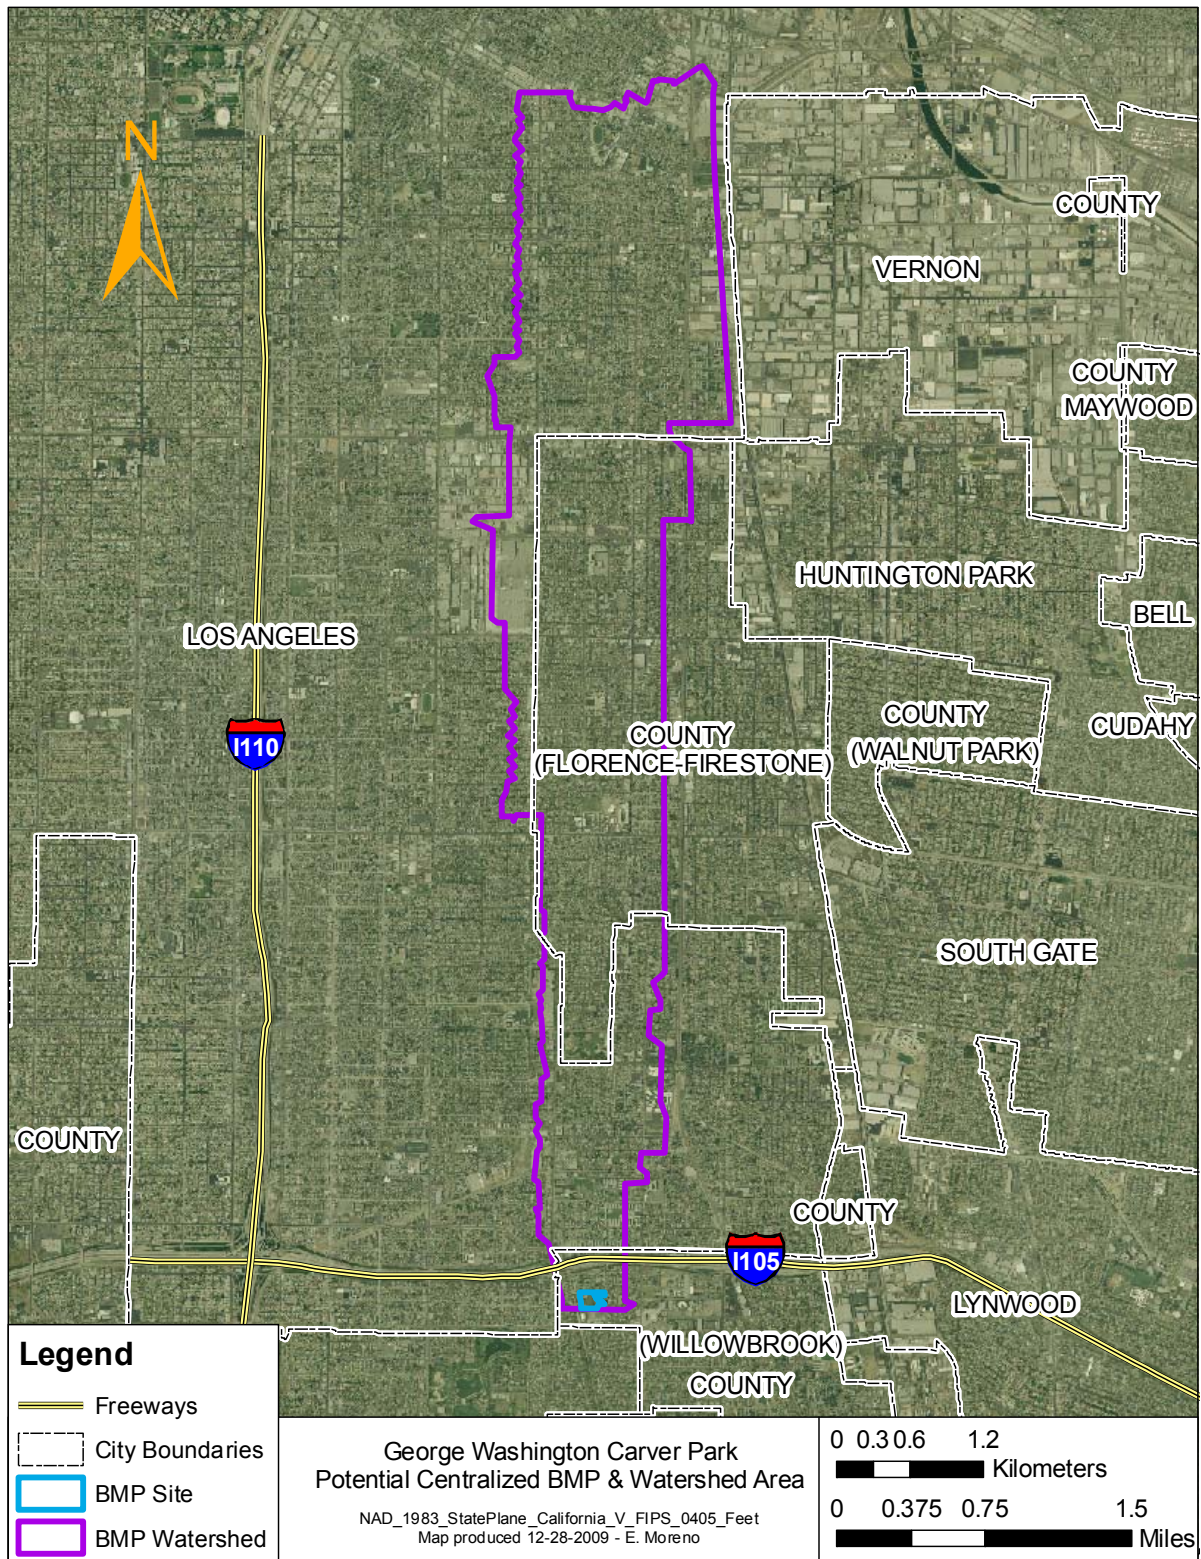 N
COUNTY
VERNON
COUNTY
MAYWOOD
HUNTINGTON PARK
BELL
LOS ANGELES
I110
COUNTY
(FLORENCE-FIRESTONE)
COUNTY
(WALNUT PARK)
CUDAHY
SOUTH GATE
COUNTY
COUNTY
I105
LYNWOOD
(WILLOWBROOK)
COUNTY
Legend
Freeways
City Boundaries
BMP Site
BMP Watershed
George Washington Carver Park
Potential Centralized BMP & Watershed Area
NAD_1983_StatePlane_California_V_FIPS_0405_Feet
Map produced 12-28-2009 - E. Moreno
0 0.3 0.6 1.2
Kilometers
0 0.375 0.75 1.5
Miles